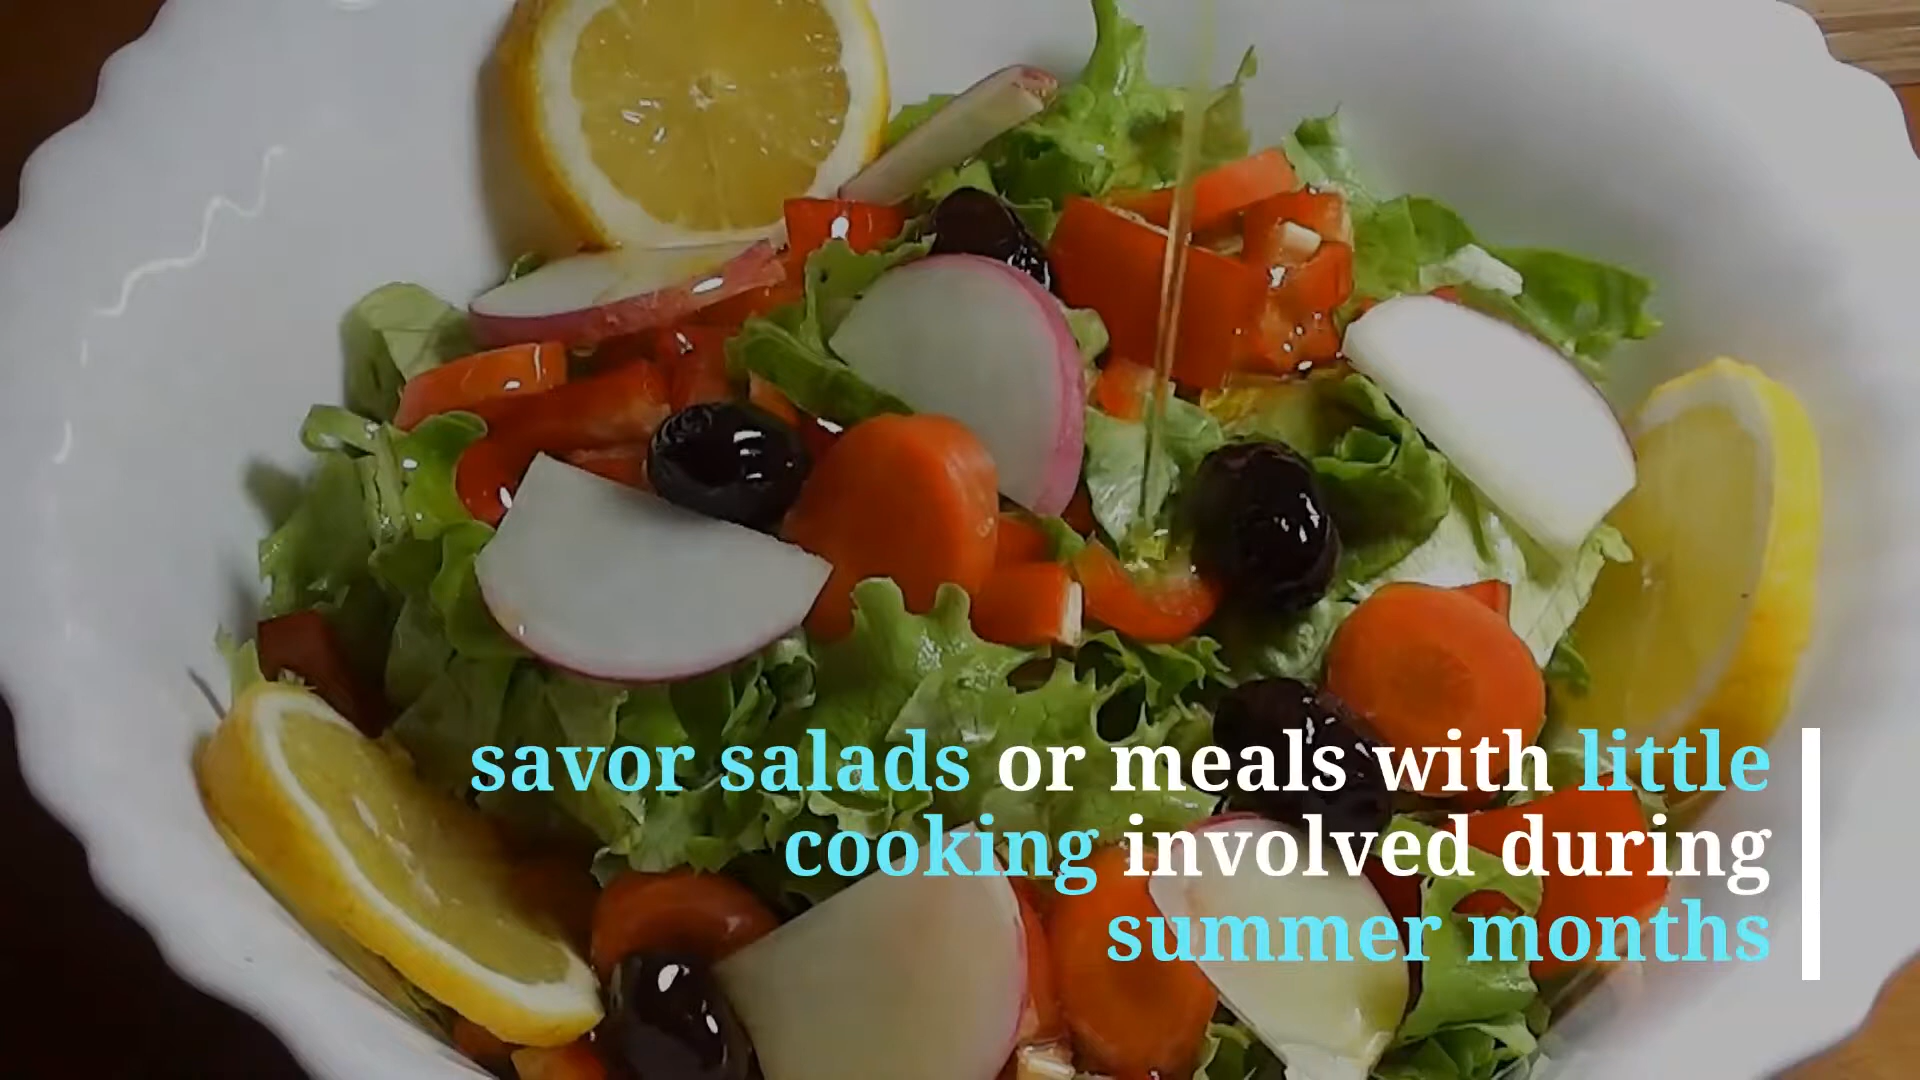 savor salads or meals with little
cooking involved during
summer months